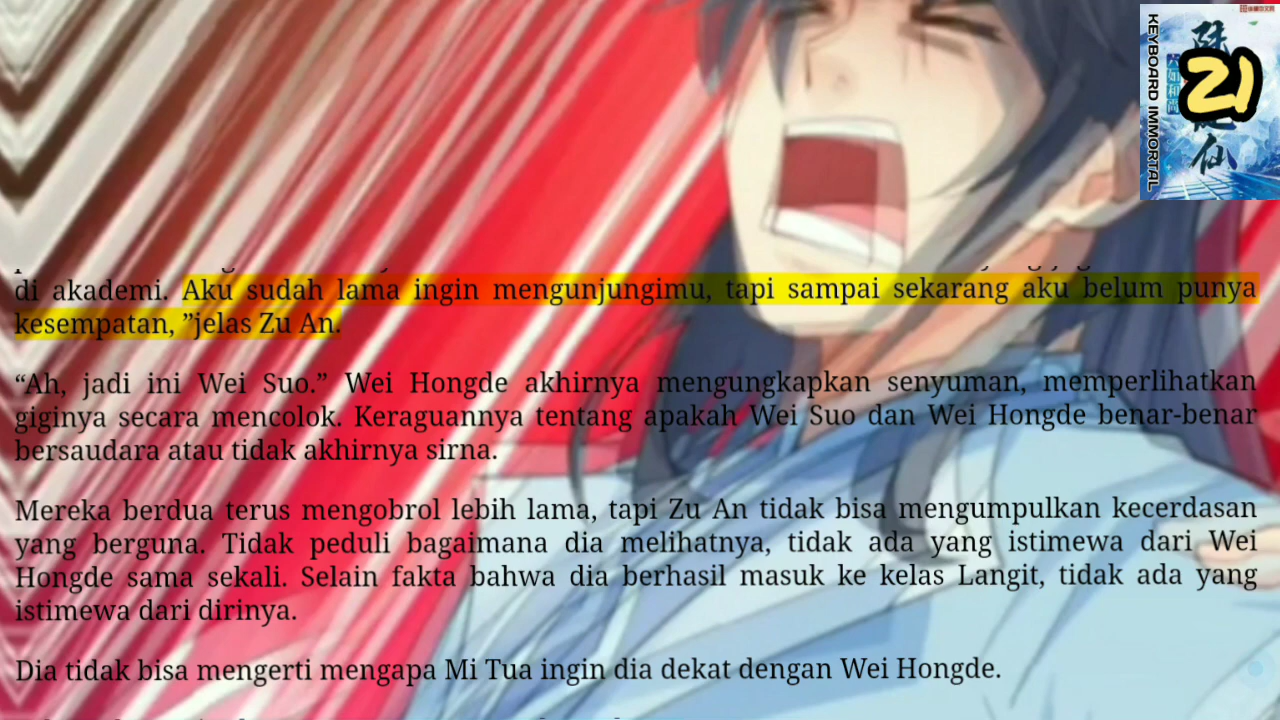 KEYBOARD IMMORTAL
21
仙
di akademi. Aku sudah lama ingin mengunjungimu, tapi sampai sekarang aku belum punya
kesempatan, ”jelas Zu An.
“Ah, jadi ini Wei Suo.” Wei Hongde akhirnya mengungkapkan senyuman, memperlihatkan
giginya secara mencolok. Keraguannya tentang apakah Wei Suo dan Wei Hongde benar-benar
bersaudara atau tidak akhirnya sirna.
Mereka berdua terus mengobrol lebih lama, tapi Zu An tidak bisa mengumpulkan kecerdasan
yang berguna. Tidak peduli bagaimana dia melihatnya, tidak ada yang istimewa dari Wei
Hongde sama sekali. Selain fakta bahwa dia berhasil masuk ke kelas Langit, tidak ada yang
istimewa dari dirinya.
Dia tidak bisa mengerti mengapa Mi Tua ingin dia dekat dengan Wei Hongde.